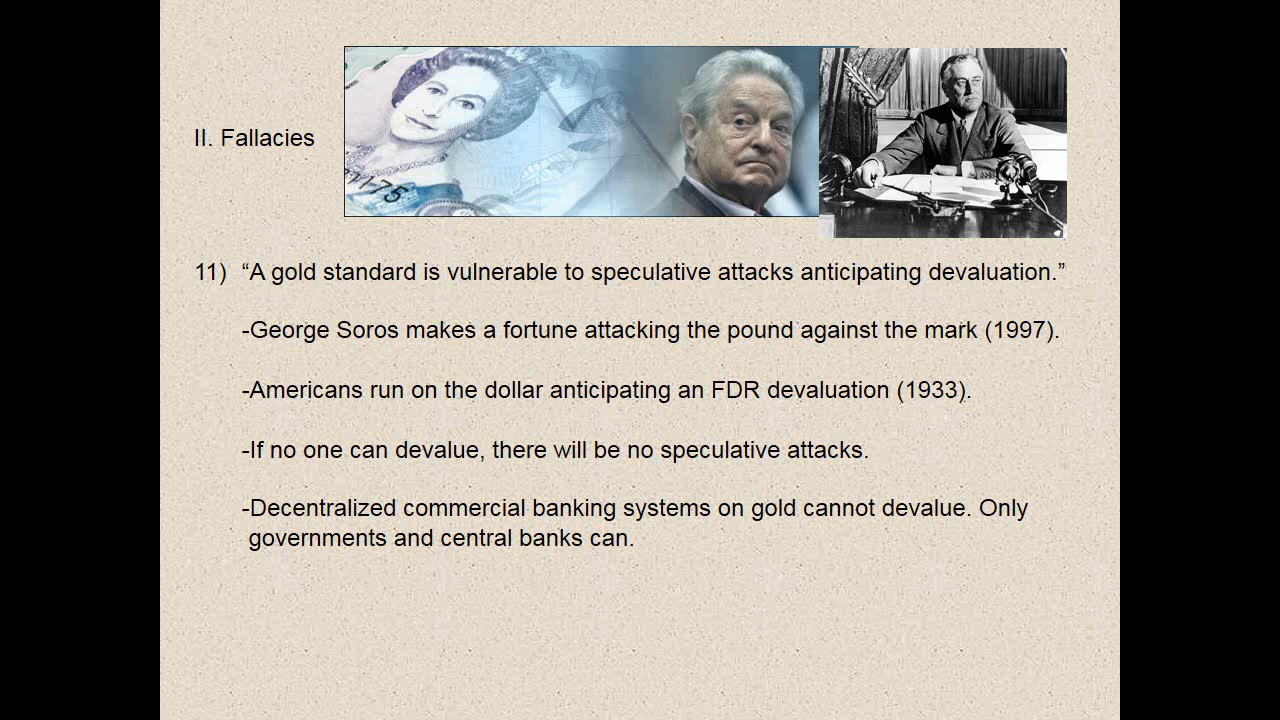 II. Fallacies
11) “A gold standard is vulnerable to speculative attacks anticipating devaluation.”
-George Soros makes a fortune attacking the pound against the mark (1997).
-Americans run on the dollar anticipating an FDR devaluation (1933).
-If no one can devalue, there will be no speculative attacks.
-Decentralized commercial banking systems on gold cannot devalue. Only
governments and central banks can.